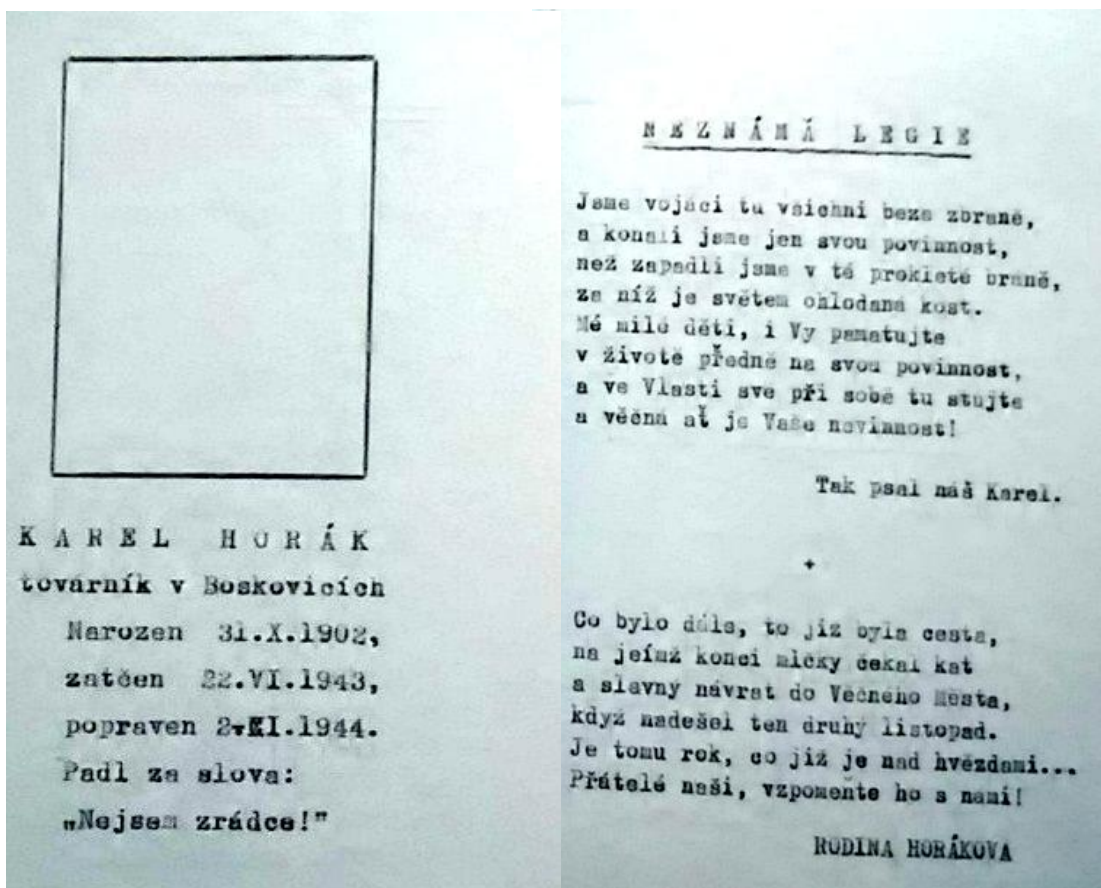 KAREL HORÁK
továrník v Boskovicích
Narozen 31.X.1902,
zatčen 22.VI.1943,
popraven 2.XI.1944.
Padl za slova:
„Nejsem zrádce!"
NEZNÁMÁ LEGIE
Jsme vojáci tu všichni beze zbraně,
a konali jsme jen svou povinnost,
než zapadli jsme v té prokleté bráně,
za níž je světem ohlodaná kost.
Mé milé děti, i Vy pamatujte
v životě předně na svou povinnost,
a ve Vlasti sve při sobě tu stujte
a věčná ať je Vaše nevinnost!
Tak psal náš Karel.
+
Co bylo dále, to již byla cesta,
na jeímž konci mlčky čekal kat
a slavný návrat do Věčného města,
když nadešel ten druhý listopad.
Je tomu rok, co již je nad hvězdami...
Přátelé naši, vzpomeňte ho s nami!
RODINA HORÁKOVA